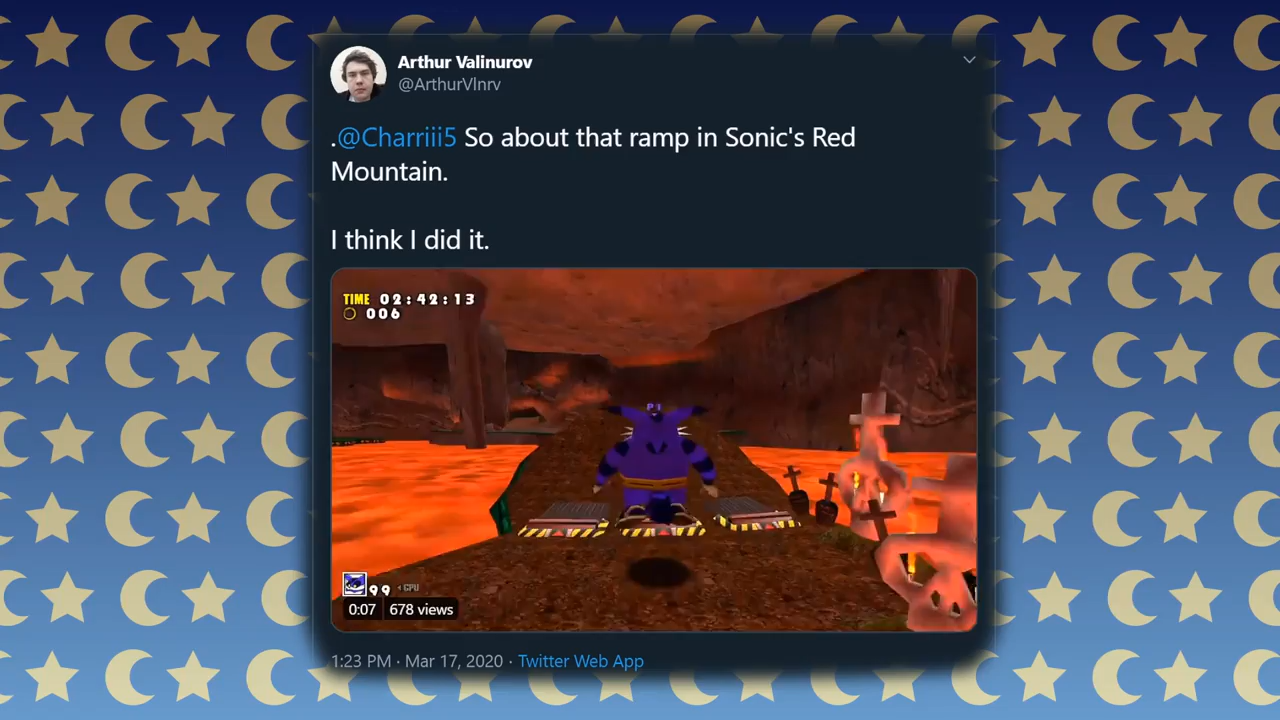 Arthur Valinurov
@ArthurVlnrv
.@Charriii5 So about that ramp in Sonic's Red
Mountain.
I think I did it.
TIME 02:42:13
006
99 CPU
0:07 678 views
1:23 PM · Mar 17, 2020 · Twitter Web App